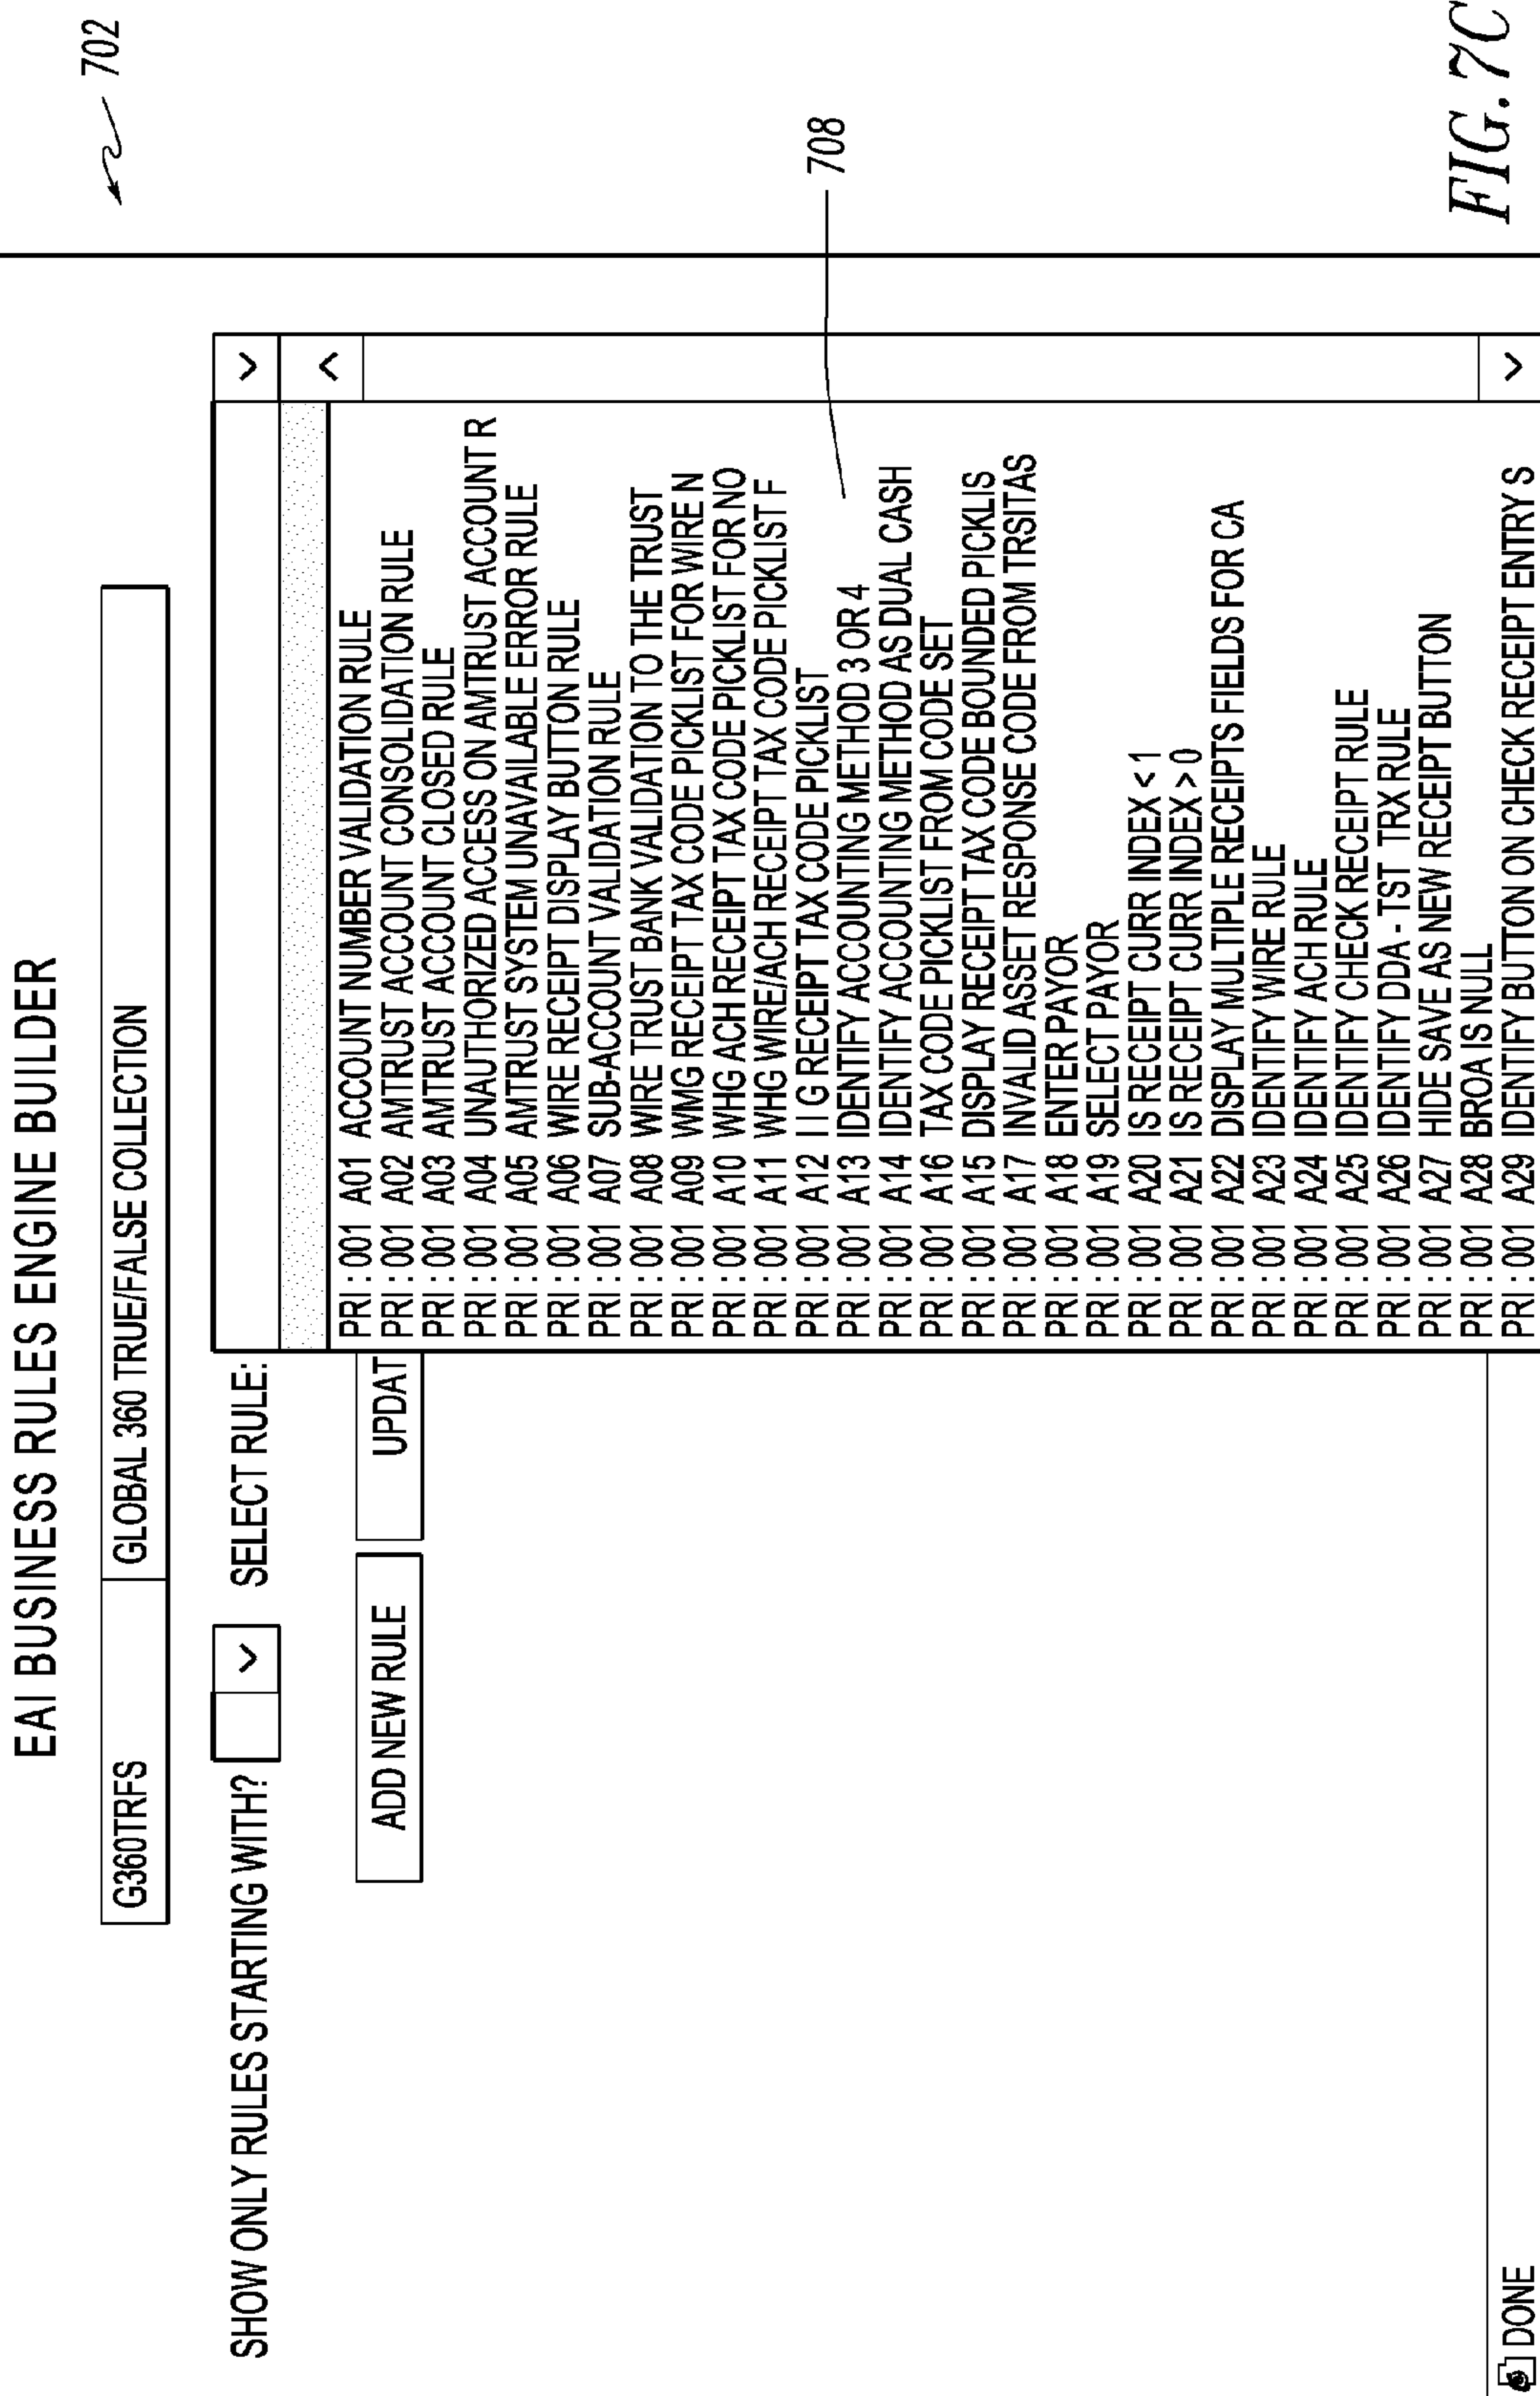 EAI BUSINESS RULES ENGINE BUILDER
702
G360TRFS GLOBAL 360 TRUE/FALSE COLLECTION
SHOW ONLY RULES STARTING WITH? SELECT RULE:
ADD NEW RULE UPDAT
PRI : 001 A01 ACCOUNT NUMBER VALIDATION RULE
PRI : 001 A02 AMTRUST ACCOUNT CONSOLIDATION RULE
PRI : 001 A03 AMTRUST ACCOUNT CLOSED RULE
PRI : 001 A04 UNAUTHORIZED ACCESS ON AMTRUST ACCOUNT R
PRI : 001 A05 AMTRUST SYSTEM UNAVAILABLE ERROR RULE
PRI : 001 A06 WIRE RECEIPT DISPLAY BUTTON RULE
PRI : 001 A07 SUB-ACCOUNT VALIDATION RULE
PRI : 001 A08 WIRE TRUST BANK VALIDATION TO THE TRUST
PRI : 001 A09 WMG RECEIPT TAX CODE PICKLIST FOR WIRE N
PRI : 001 A10 WHG ACH RECEIPT TAX CODE PICKLIST FOR NO
PRI : 001 A11 WHG WIRE/ACH RECEIPT TAX CODE PICKLIST F
PRI : 001 A12 I I G RECEIPT TAX CODE PICKLIST
PRI : 001 A13 IDENTIFY ACCOUNTING METHOD 3 OR 4
PRI : 001 A14 IDENTIFY ACCOUNTING METHOD AS DUAL CASH
PRI : 001 A16 TAX CODE PICKLIST FROM CODE SET
PRI : 001 A15 DISPLAY RECEIPT TAX CODE BOUNDED PICKLIS
PRI : 001 A17 INVALID ASSET RESPONSE CODE FROM TRSITAS
PRI : 001 A18 ENTER PAYOR
PRI : 001 A19 SELECT PAYOR
PRI : 001 A20 IS RECEIPT CURR INDEX < 1
PRI : 001 A21 IS RECEIPT CURR INDEX > 0
PRI : 001 A22 DISPLAY MULTIPLE RECEIPTS FIELDS FOR CA
PRI : 001 A23 IDENTIFY WIRE RULE
PRI : 001 A24 IDENTIFY ACH RULE
PRI : 001 A25 IDENTIFY CHECK RECEIPT RULE
PRI : 001 A26 IDENTIFY DDA - TST TRX RULE
PRI : 001 A27 HIDE SAVE AS NEW RECEIPT BUTTON
PRI : 001 A28 BROA IS NULL
PRI : 001 A29 IDENTIFY BUTTON ON CHECK RECEIPT ENTRY S
708
DONE
FIG. 7C